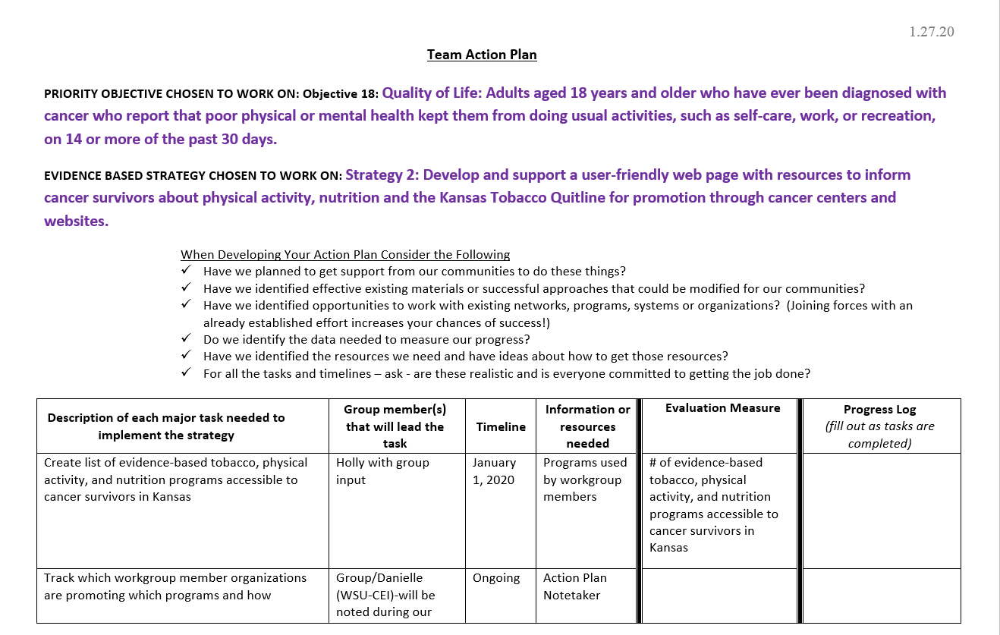 1.27.20
Team Action Plan
PRIORITY OBJECTIVE CHOSEN TO WORK ON: Objective 18: Quality of Life: Adults aged 18 years and older who have ever been diagnosed with
cancer who report that poor physical or mental health kept them from doing usual activities, such as self-care, work, or recreation,
on 14 or more of the past 30 days.
EVIDENCE BASED STRATEGY CHOSEN TO WORK ON: Strategy 2: Develop and support a user-friendly web page with resources to inform
cancer survivors about physical activity, nutrition and the Kansas Tobacco Quitline for promotion through cancer centers and
websites.
When Developing Your Action Plan Consider the Following
✓ Have we planned to get support from our communities to do these things?
✓ Have we identified effective existing materials or successful approaches that could be modified for our communities?
✓ Have we identified opportunities to work with existing networks, programs, systems or organizations?  (Joining forces with an
already established effort increases your chances of success!)
✓ Do we identify the data needed to measure our progress?
✓ Have we identified the resources we need and have ideas about how to get those resources?
✓ For all the tasks and timelines – ask - are these realistic and is everyone committed to getting the job done?
Description of each major task needed to
implement the strategy
Group member(s)
that will lead the
task
Timeline
Information or
resources
needed
Evaluation Measure
Progress Log
(fill out as tasks are
completed)
Create list of evidence-based tobacco, physical
activity, and nutrition programs accessible to
cancer survivors in Kansas
Holly with group
input
January
1, 2020
Programs used
by workgroup
members
# of evidence-based
tobacco, physical
activity, and nutrition
programs accessible to
cancer survivors in
Kansas
Track which workgroup member organizations
are promoting which programs and how
Group/Danielle
(WSU-CEI)-will be
noted during our
Ongoing
Action Plan
Notetaker